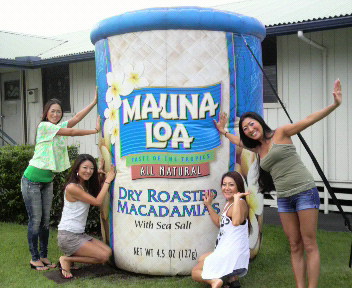 MAUNA
LOA
TASTE OF THE TROPICS
ALL NATURAL
DRY ROASTED
MACADAMIAS
With Sea Salt
NET WT 4.5 OZ (127g)